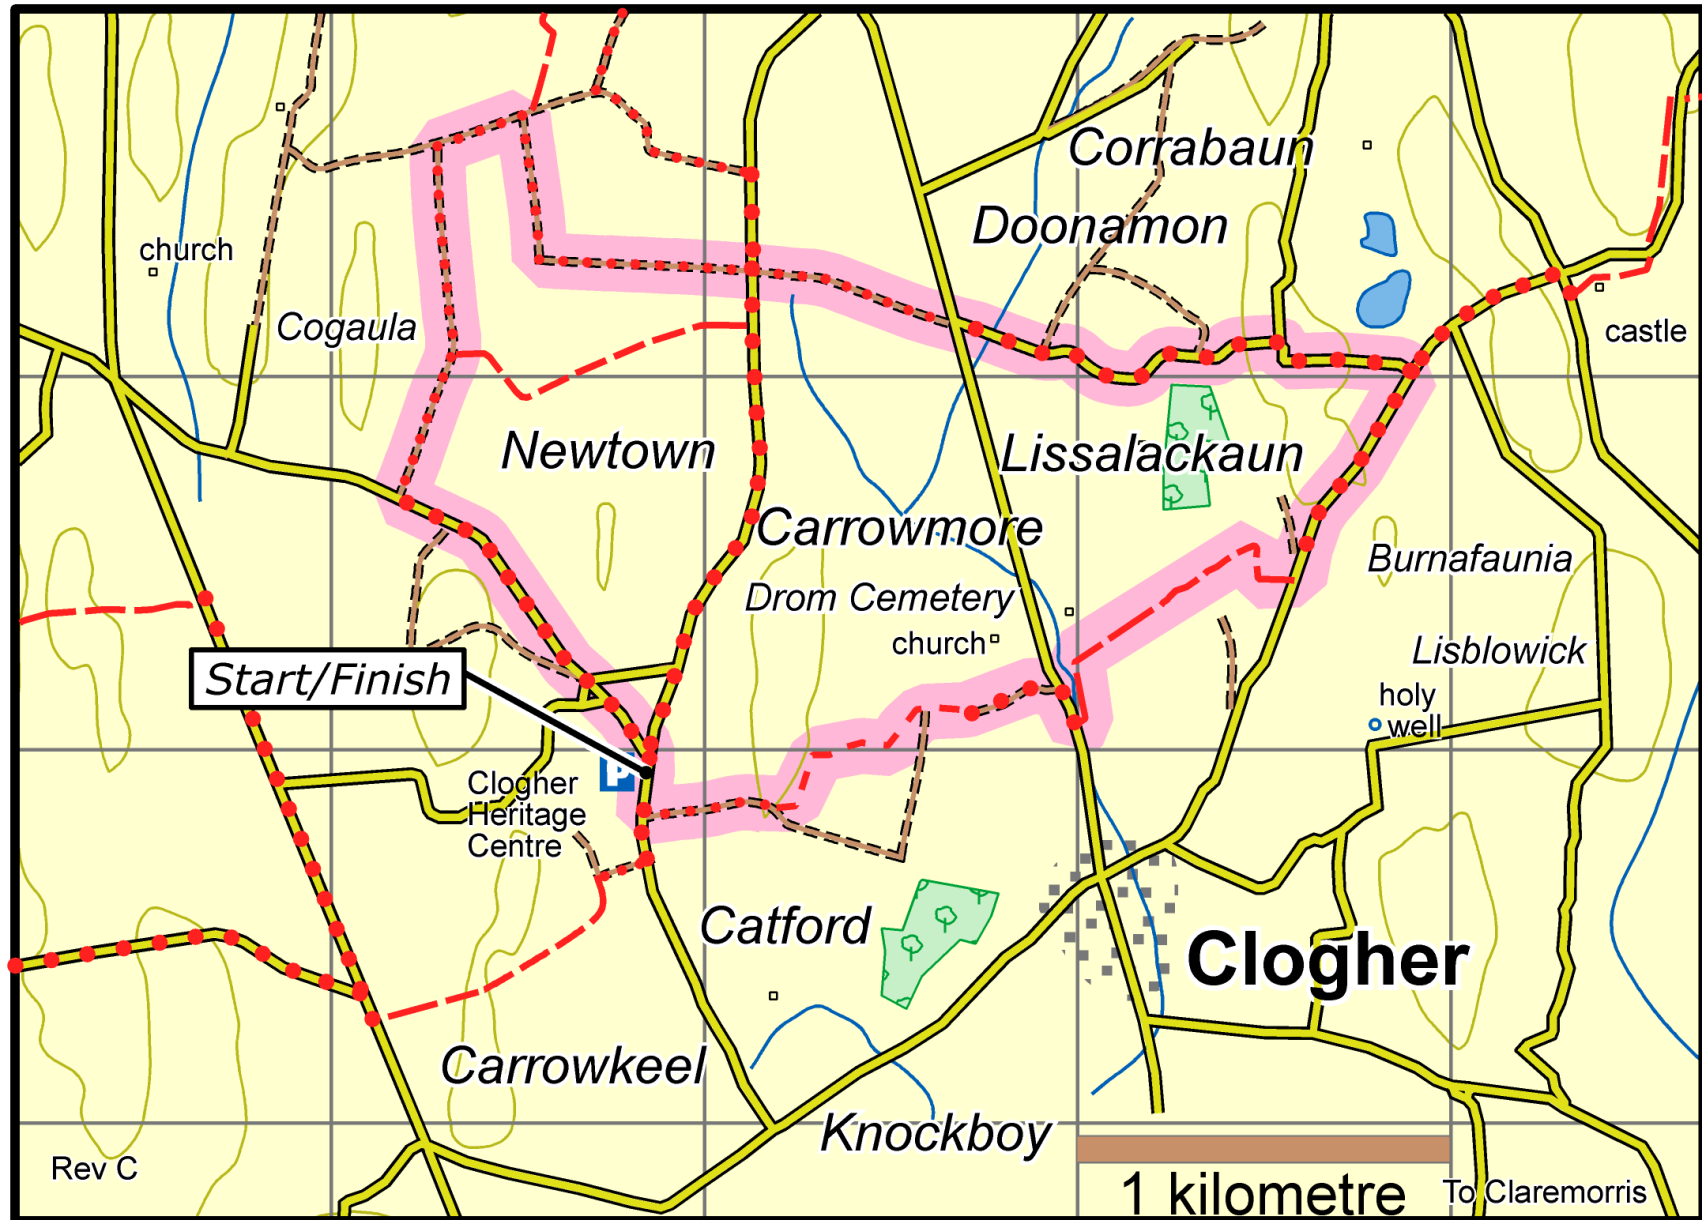 Corrabaun
Doonamon
church
Cogaula
castle
Newtown
Lissalackaun
Carrowmore
Burnafaunia
Drom Cemetery
church
Lisblowick
Start/Finish
holy
well
P
Clogher
Heritage
Centre
Catford
Clogher
Carrowkeel
Knockboy
Rev C
1 kilometre
To Claremorris